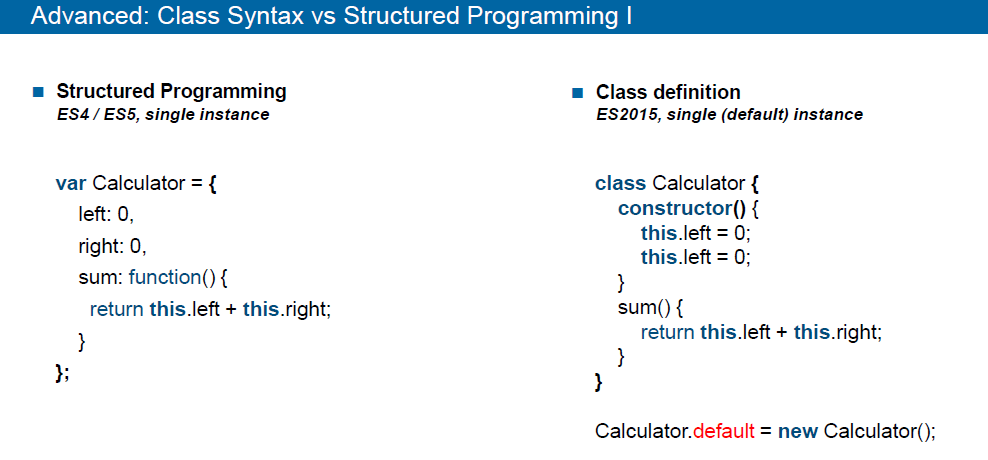 Advanced: Class Syntax vs Structured Programming I
Structured Programming
ES4 / ES5, single instance
var Calculator = {
left: 0,
right: 0,
sum: function() {
return this.left + this.right;
}
};
Class definition
ES2015, single (default) instance
class Calculator {
constructor() {
this.left = 0;
this.left = 0;
}
sum() {
return this.left + this.right;
}
}
Calculator.default = new Calculator();